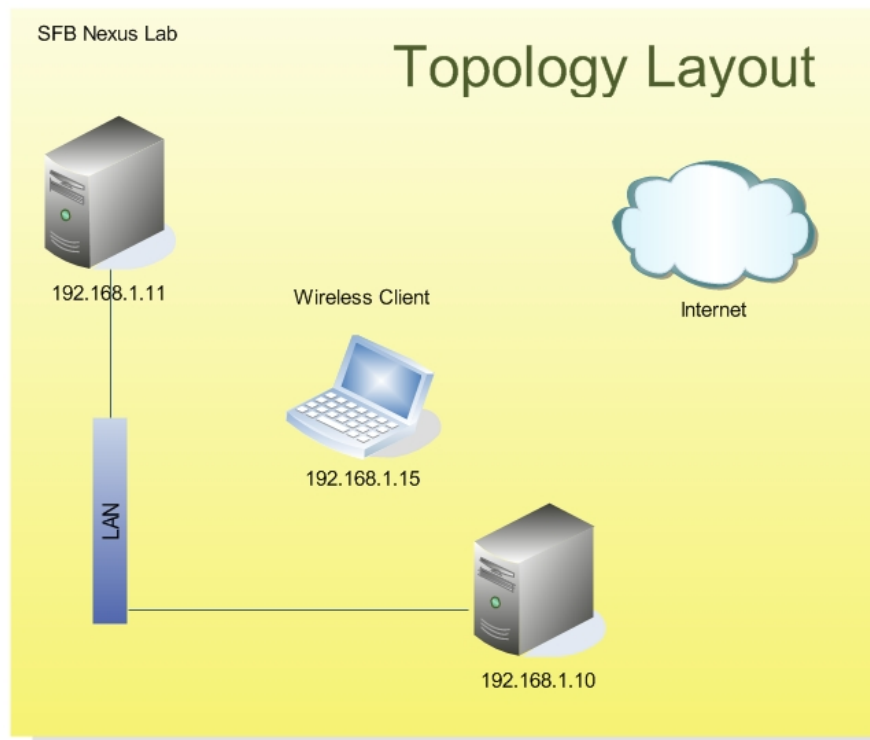 SFB Nexus Lab
Topology Layout
192.168.1.11
Wireless Client
Internet
192.168.1.15
LAN
192.168.1.10